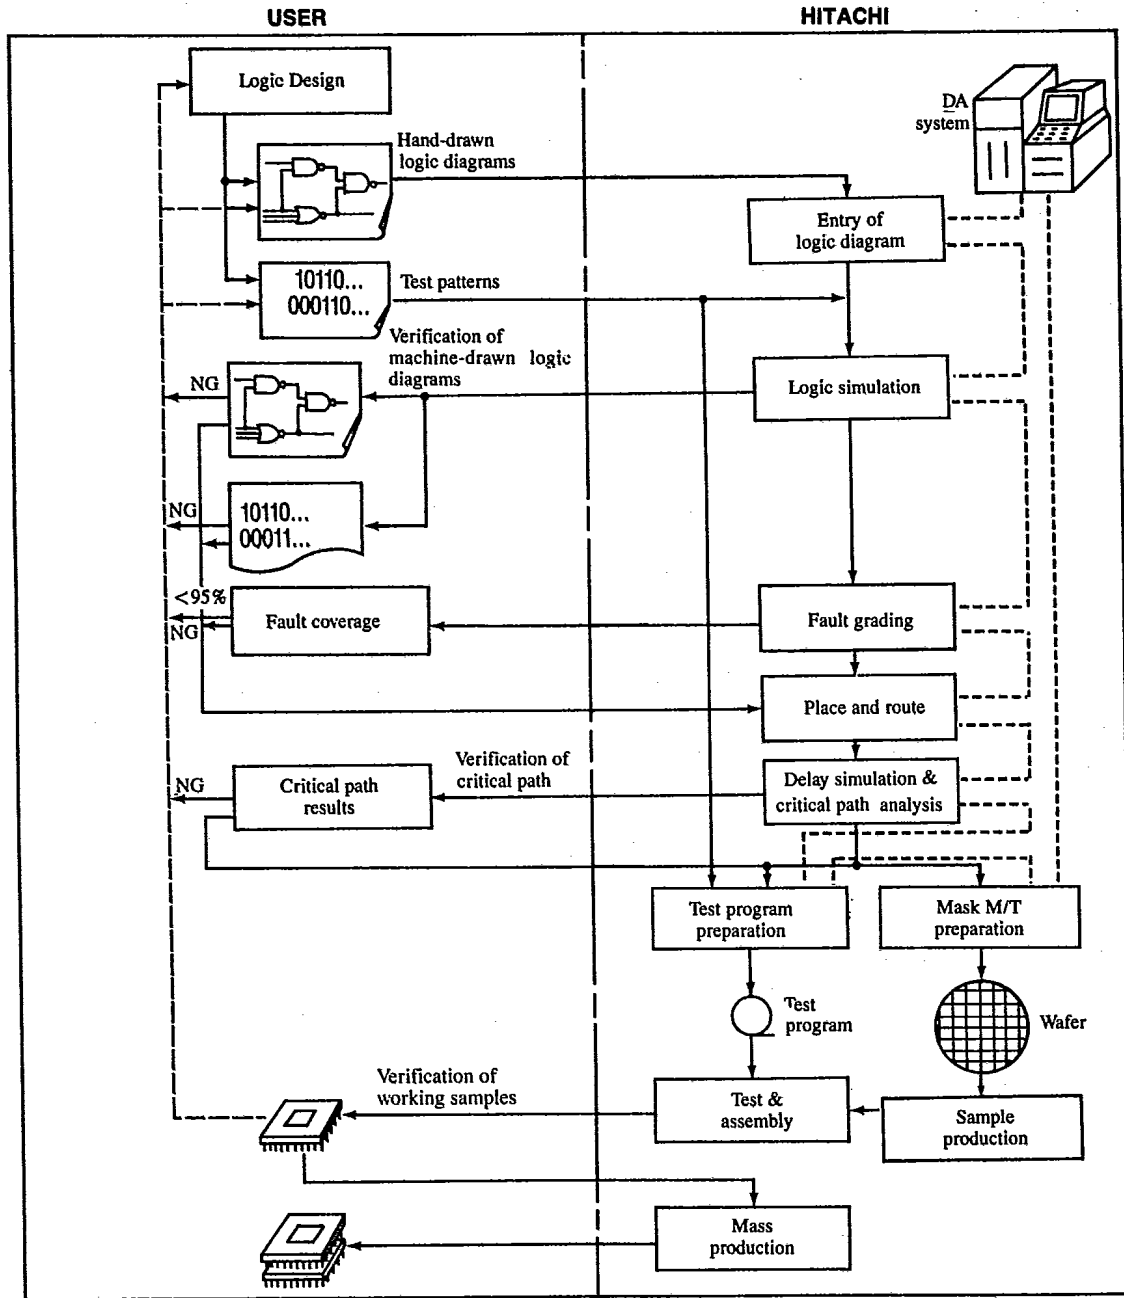 USER
HITACHI
Logic Design
DA
system
Hand-drawn
logic diagrams
Entry of
logic diagram
10110...
000110...
Test patterns
Verification of
machine-drawn logic
diagrams
NG
Logic simulation
NG
10110...
00011...
<95%
NG
Fault coverage
Fault grading
Place and route
Verification of
critical path
NG
Critical path
results
Delay simulation &
critical path analysis
Test program
preparation
Mask M/T
preparation
Test
program
Wafer
Verification of
working samples
Test &
assembly
Sample
production
Mass
production